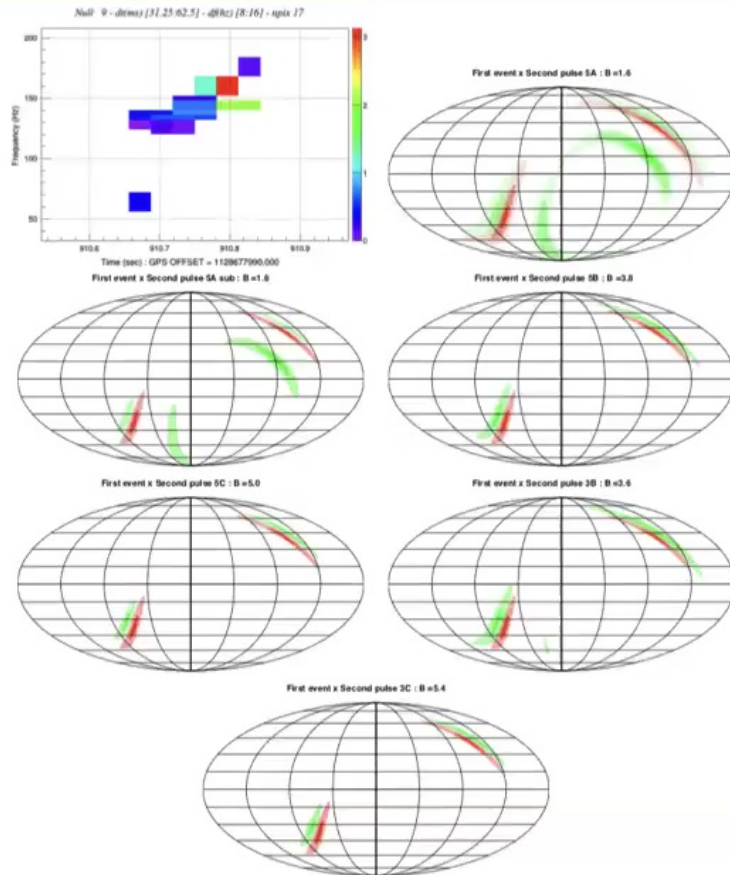 Null: 9 - dt(ms) [31.25:62.5] - df(hz) [8:16] - npix 17
200
150
100
50
Frequency (Hz)
3
2
1
0
910.6 910.7 910.8 910.9
Time (sec) : GPS OFFSET = 1128677990.000
First event x Second pulse 5A : B =1.6
First event x Second pulse 5A sub : B =1.6
First event x Second pulse 5B : B =3.8
First event x Second pulse 5C : B =5.0
First event x Second pulse 3B : B =3.6
First event x Second pulse 3C : B =5.4